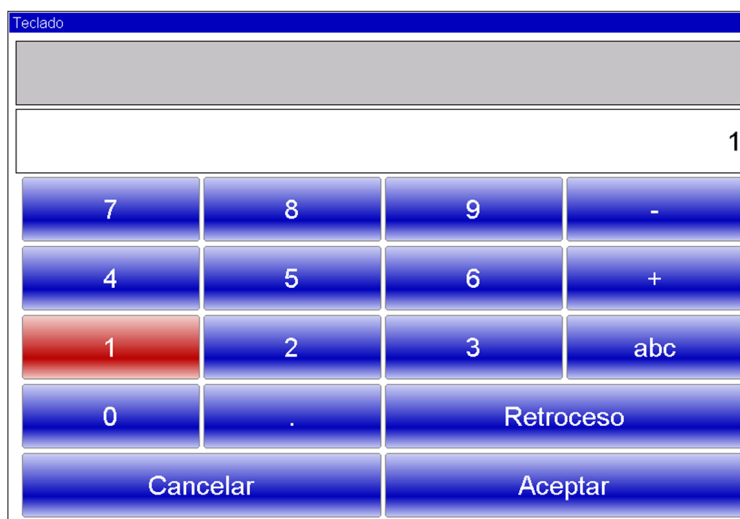 Teclado
1
7 8 9 -
4 5 6 +
1 2 3 abc
0 . Retroceso
Cancelar Aceptar